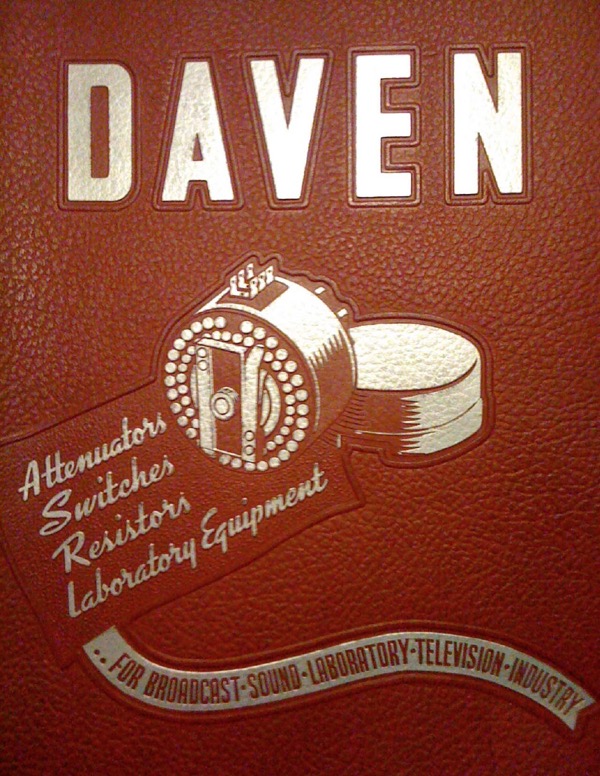 DAVEN
Attenuators
Switches
Resistors
Laboratory Equipment
..FOR BROADCAST·SOUND·LABORATORY·TELEVISION·INDUSTRY